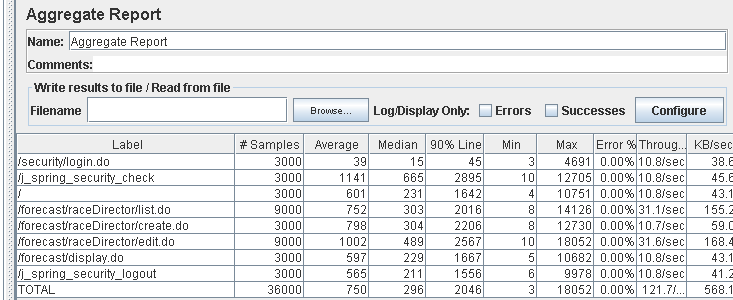 Aggregate Report
Name: Aggregate Report
Comments:
Write results to file / Read from file
Filename Browse... Log/Display Only: Errors Successes Configure
Label # Samples Average Median 90% Line Min Max Error % Throug... KB/sec
/security/login.do 3000 39 15 45 3 4691 0.00% 10.8/sec 38.6
/j_spring_security_check 3000 1141 665 2895 10 12705 0.00% 10.8/sec 45.6
/ 3000 601 231 1642 4 10751 0.00% 10.8/sec 43.1
/forecast/raceDirector/list.do 9000 752 303 2016 8 14126 0.00% 31.1/sec 155.2
/forecast/raceDirector/create.do 3000 798 304 2206 8 12730 0.00% 10.7/sec 59.0
/forecast/raceDirector/edit.do 9000 1002 489 2567 10 18052 0.00% 31.6/sec 168.4
/forecast/display.do 3000 597 229 1667 5 10682 0.00% 10.8/sec 43.1
/j_spring_security_logout 3000 565 211 1556 6 9978 0.00% 10.8/sec 41.2
TOTAL 36000 750 296 2046 3 18052 0.00% 121.7/... 568.1